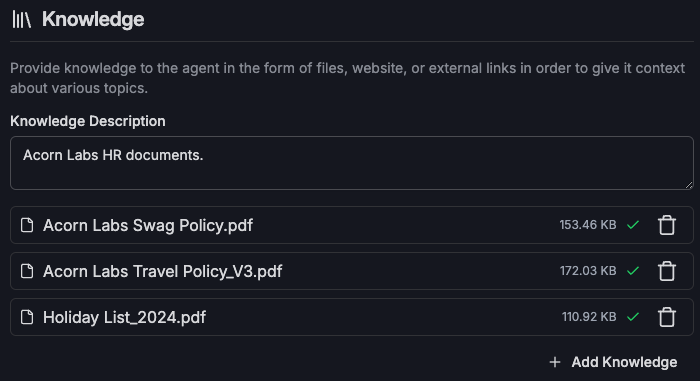 Knowledge
Provide knowledge to the agent in the form of files, website, or external links in order to give it context
about various topics.
Knowledge Description
Acorn Labs HR documents.
Acorn Labs Swag Policy.pdf 153.46 KB
Acorn Labs Travel Policy_V3.pdf 172.03 KB
Holiday List_2024.pdf 110.92 KB
+ Add Knowledge